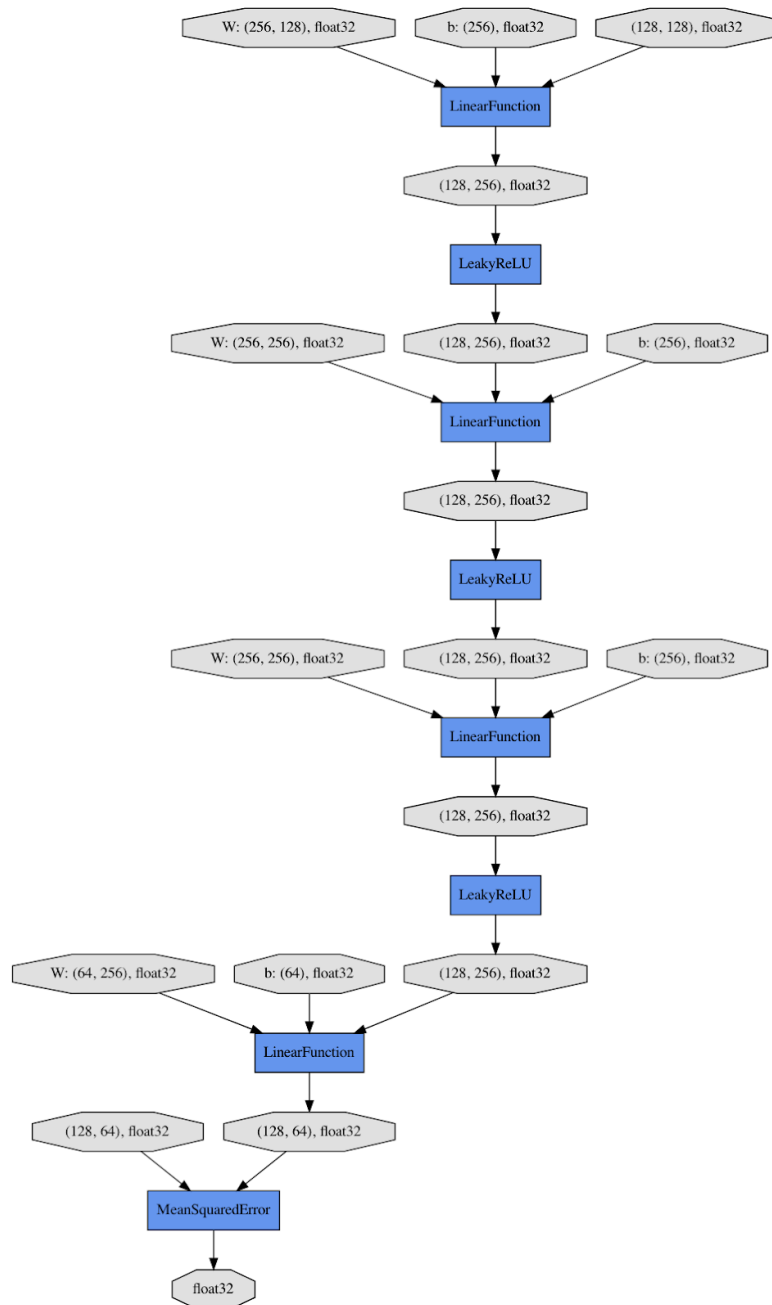 W: (256, 128), float32
b: (256), float32
(128, 128), float32
LinearFunction
(128, 256), float32
LeakyReLU
W: (256, 256), float32
(128, 256), float32
b: (256), float32
LinearFunction
(128, 256), float32
LeakyReLU
W: (256, 256), float32
(128, 256), float32
b: (256), float32
LinearFunction
(128, 256), float32
LeakyReLU
W: (64, 256), float32
b: (64), float32
(128, 256), float32
LinearFunction
(128, 64), float32
(128, 64), float32
MeanSquaredError
float32